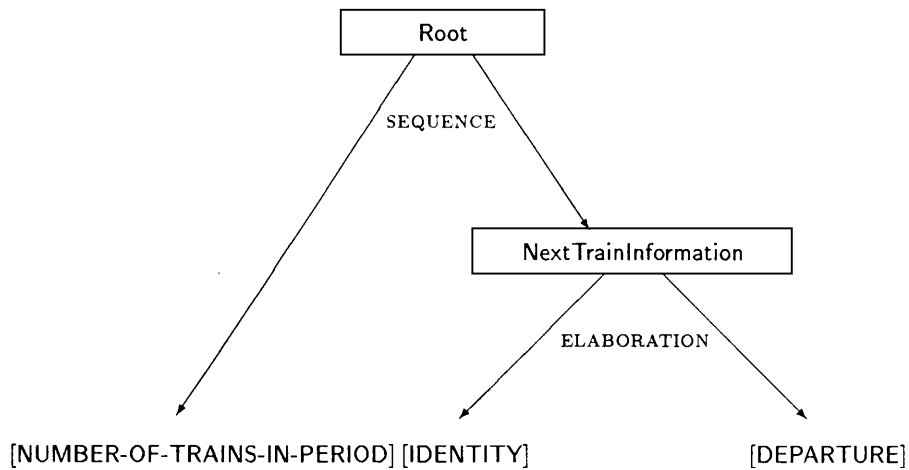 Root
SEQUENCE
NextTrainInformation
ELABORATION
[NUMBER-OF-TRAINS-IN-PERIOD] [IDENTITY] [DEPARTURE]